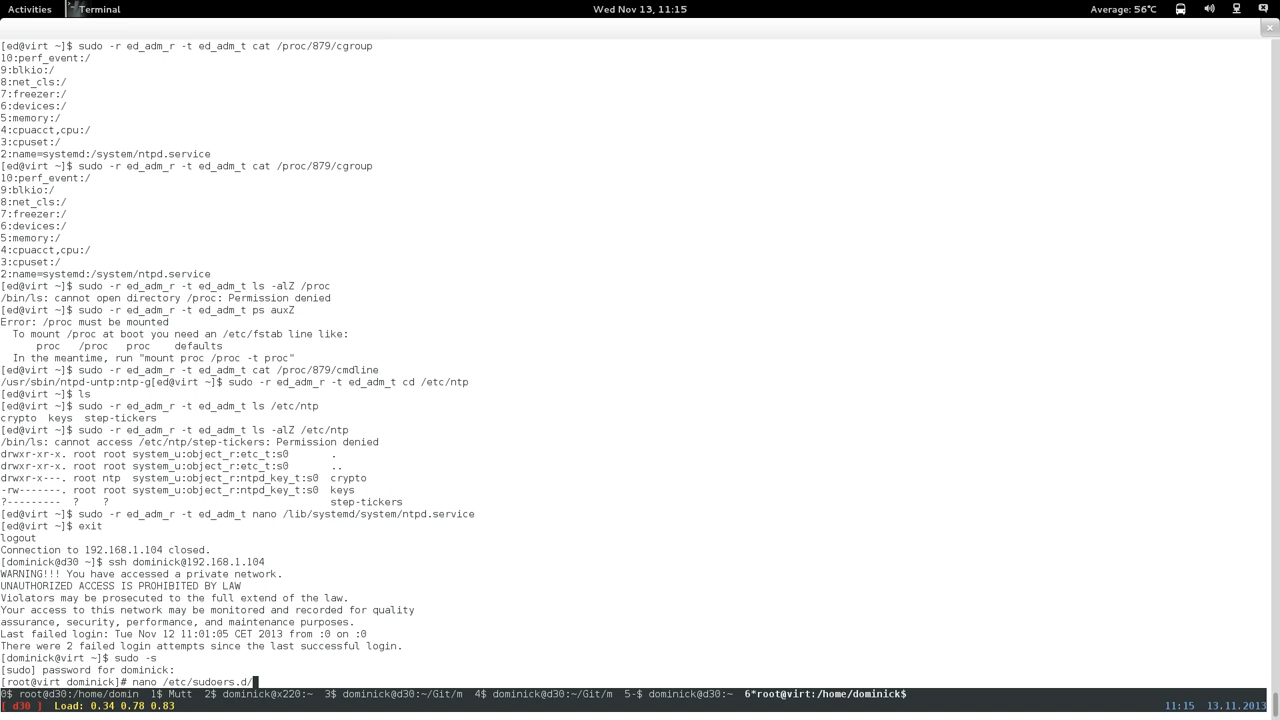 Activities Terminal Wed Nov 13, 11:15 Average: 56°C
[ed@virt ~]$ sudo -r ed_adm_r -t ed_adm_t cat /proc/879/cgroup
10:perf_event:/
9:blkio:/
8:net_cls:/
7:freezer:/
6:devices:/
5:memory:/
4:cpuacct,cpu:/
3:cpuset:/
2:name=systemd:/system/ntpd.service
[ed@virt ~]$ sudo -r ed_adm_r -t ed_adm_t cat /proc/879/cgroup
10:perf_event:/
9:blkio:/
8:net_cls:/
7:freezer:/
6:devices:/
5:memory:/
4:cpuacct,cpu:/
3:cpuset:/
2:name=systemd:/system/ntpd.service
[ed@virt ~]$ sudo -r ed_adm_r -t ed_adm_t ls -alZ /proc
/bin/ls: cannot open directory /proc: Permission denied
[ed@virt ~]$ sudo -r ed_adm_r -t ed_adm_t ps auxZ
Error: /proc must be mounted
  To mount /proc at boot you need an /etc/fstab line like:
      proc   /proc   proc    defaults
  In the meantime, run "mount proc /proc -t proc"
[ed@virt ~]$ sudo -r ed_adm_r -t ed_adm_t cat /proc/879/cmdline
/usr/sbin/ntpd-untp:ntp-g[ed@virt ~]$ sudo -r ed_adm_r -t ed_adm_t cd /etc/ntp
[ed@virt ~]$ ls
[ed@virt ~]$ sudo -r ed_adm_r -t ed_adm_t ls /etc/ntp
crypto  keys  step-tickers
[ed@virt ~]$ sudo -r ed_adm_r -t ed_adm_t ls -alZ /etc/ntp
/bin/ls: cannot access /etc/ntp/step-tickers: Permission denied
drwxr-xr-x. root root system_u:object_r:etc_t:s0       .
drwxr-xr-x. root root system_u:object_r:etc_t:s0       ..
drwxr-x---. root ntp  system_u:object_r:ntpd_key_t:s0  crypto
-rw-------. root root system_u:object_r:ntpd_key_t:s0  keys
?---------  ?    ?                                     step-tickers
[ed@virt ~]$ sudo -r ed_adm_r -t ed_adm_t nano /lib/systemd/system/ntpd.service
[ed@virt ~]$ exit
logout
Connection to 192.168.1.104 closed.
[dominick@d30 ~]$ ssh dominick@192.168.1.104
WARNING!!! You have accessed a private network.
UNAUTHORIZED ACCESS IS PROHIBITED BY LAW
Violators may be prosecuted to the full extend of the law.
Your access to this network may be monitored and recorded for quality
assurance, security, performance, and maintenance purposes.
Last failed login: Tue Nov 12 11:01:05 CET 2013 from :0 on :0
There were 2 failed login attempts since the last successful login.
[dominick@virt ~]$ sudo -s
[sudo] password for dominick:
[root@virt dominick]# nano /etc/sudoers.d/
0$ root@d30:/home/domin  1$ Mutt  2$ dominick@x220:~  3$ dominick@d30:~/Git/m  4$ dominick@d30:~/Git/m  5-$ dominick@d30:~  6*root@virt:/home/dominick$
[ d30 ] Load: 0.34 0.78 0.83 11:15 13.11.2013